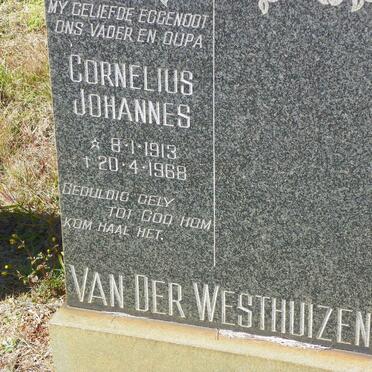 MY GELIEFDE EGGENOOT
ONS VADER EN OUPA
CORNELIUS
JOHANNES
* 8·1·1913
† 20·4·1968
GEDULDIG GELY
TOT GOD HOM
KOM HAAL HET.
VAN DER WESTHUIZEN